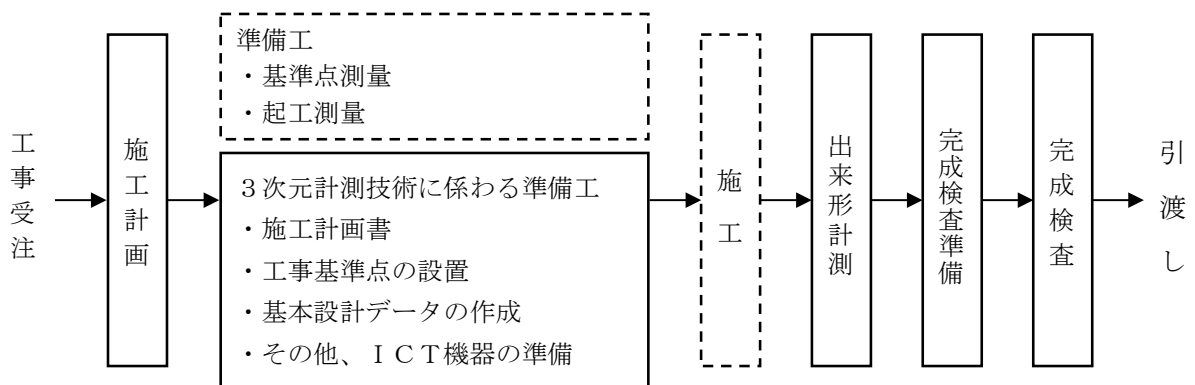 工事受注
施工計画
準備工
・基準点測量
・起工測量
３次元計測技術に係わる準備工
・施工計画書
・工事基準点の設置
・基本設計データの作成
・その他、ＩＣＴ機器の準備
施工
出来形計測
完成検査準備
完成検査
引渡し